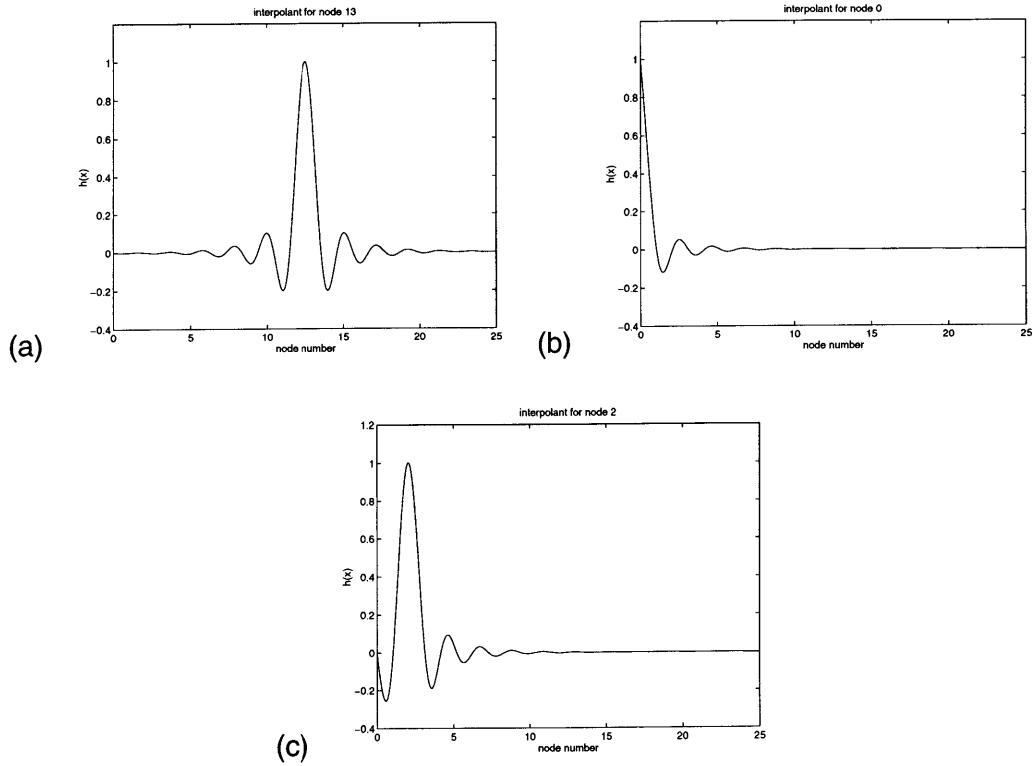 interpolant for node 13
1
0.8
0.6
0.4
0.2
0
−0.2
−0.4
h(x)
0 5 10 15 20 25
node number
(a)
interpolant for node 0
1
0.8
0.6
0.4
0.2
0
−0.2
−0.4
h(x)
0 5 10 15 20 25
node number
(b)
interpolant for node 2
1.2
1
0.8
0.6
0.4
0.2
0
−0.2
−0.4
h(x)
0 5 10 15 20 25
node number
(c)